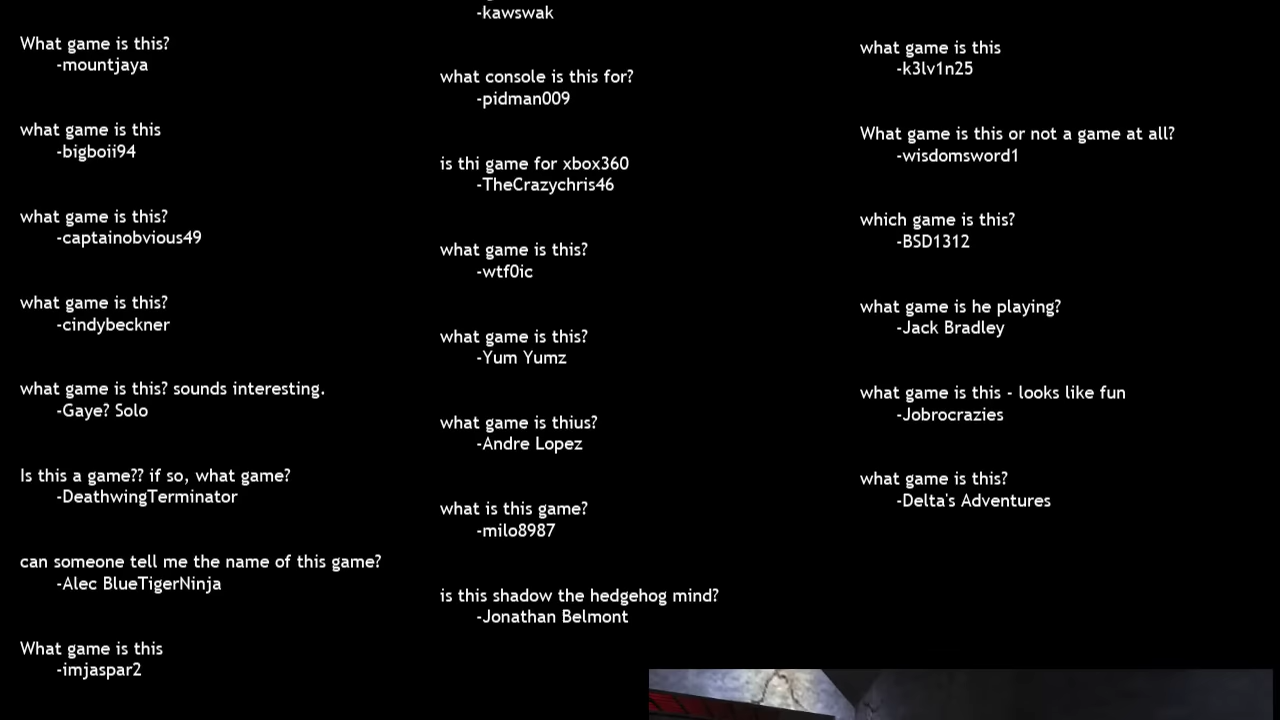 What game is this?
-mountjaya
what game is this
-bigboii94
what game is this?
-captainobvious49
what game is this?
-cindybeckner
what game is this? sounds interesting.
-Gaye? Solo
Is this a game?? if so, what game?
-DeathwingTerminator
can someone tell me the name of this game?
-Alec BlueTigerNinja
What game is this
-imjaspar2
-kawswak
what console is this for?
-pidman009
is thi game for xbox360
-TheCrazychris46
what game is this?
-wtf0ic
what game is this?
-Yum Yumz
what game is thius?
-Andre Lopez
what is this game?
-milo8987
is this shadow the hedgehog mind?
-Jonathan Belmont
what game is this
-k3lv1n25
What game is this or not a game at all?
-wisdomsword1
which game is this?
-BSD1312
what game is he playing?
-Jack Bradley
what game is this - looks like fun
-Jobrocrazies
what game is this?
-Delta's Adventures